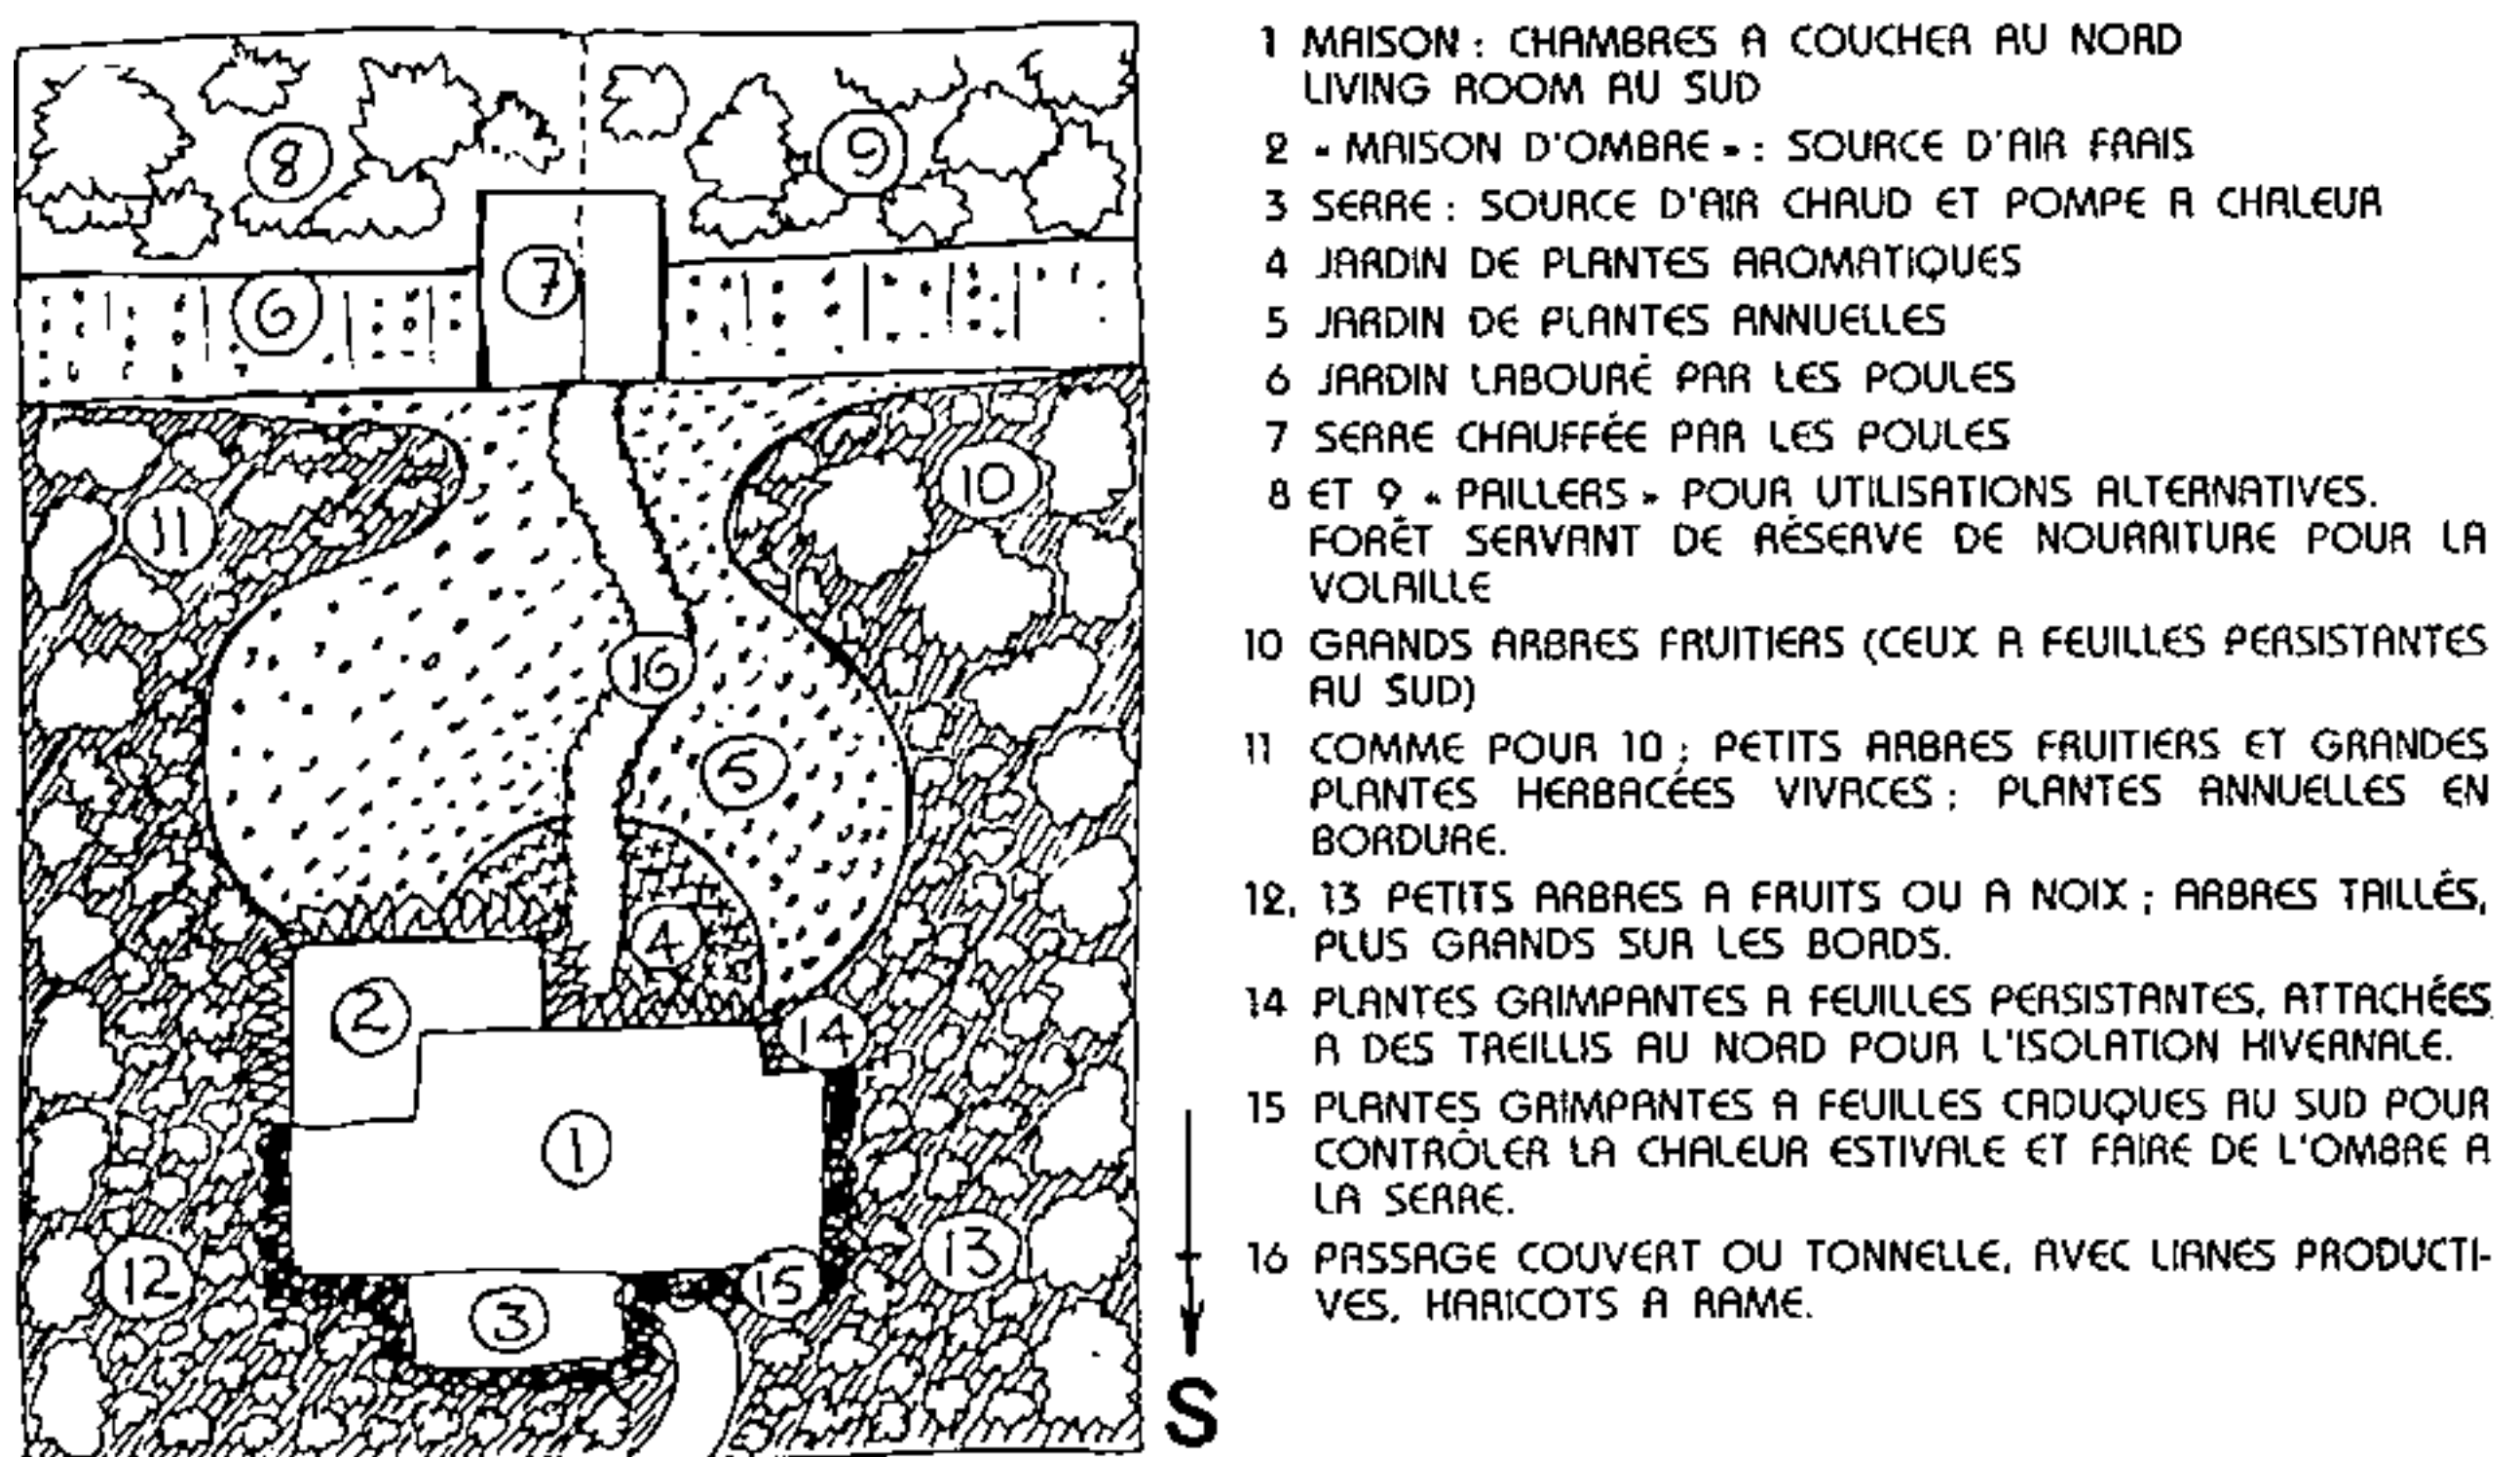 8
9
7
6
10
11
16
5
4
2
14
1
12
13
15
3
S
1 MAISON : CHAMBRES A COUCHER AU NORD
LIVING ROOM AU SUD
2 « MAISON D'OMBRE » : SOURCE D'AIR FRAIS
3 SERRE : SOURCE D'AIR CHAUD ET POMPE A CHALEUR
4 JARDIN DE PLANTES AROMATIQUES
5 JARDIN DE PLANTES ANNUELLES
6 JARDIN LABOURÉ PAR LES POULES
7 SERRE CHAUFFÉE PAR LES POULES
8 ET 9 « PAILLERS » POUR UTILISATIONS ALTERNATIVES.
FORÊT SERVANT DE RÉSERVE DE NOURRITURE POUR LA
VOLAILLE
10 GRANDS ARBRES FRUITIERS (CEUX A FEUILLES PERSISTANTES
AU SUD)
11 COMME POUR 10 ; PETITS ARBRES FRUITIERS ET GRANDES
PLANTES HERBACÉES VIVACES ; PLANTES ANNUELLES EN
BORDURE.
12, 13 PETITS ARBRES A FRUITS OU A NOIX ; ARBRES TAILLÉS,
PLUS GRANDS SUR LES BORDS.
14 PLANTES GRIMPANTES A FEUILLES PERSISTANTES, ATTACHÉES
A DES TREILLIS AU NORD POUR L'ISOLATION HIVERNALE.
15 PLANTES GRIMPANTES A FEUILLES CADUQUES AU SUD POUR
CONTRÔLER LA CHALEUR ESTIVALE ET FAIRE DE L'OMBRE A
LA SERRE.
16 PASSAGE COUVERT OU TONNELLE, AVEC LIANES PRODUCTI-
VES, HARICOTS A RAME.